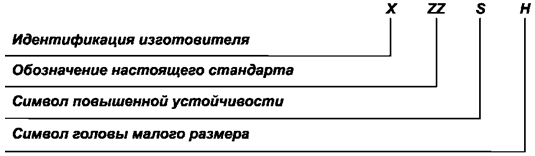 X ZZ S H
Идентификация изготовителя
Обозначение настоящего стандарта
Символ повышенной устойчивости
Символ головы малого размера